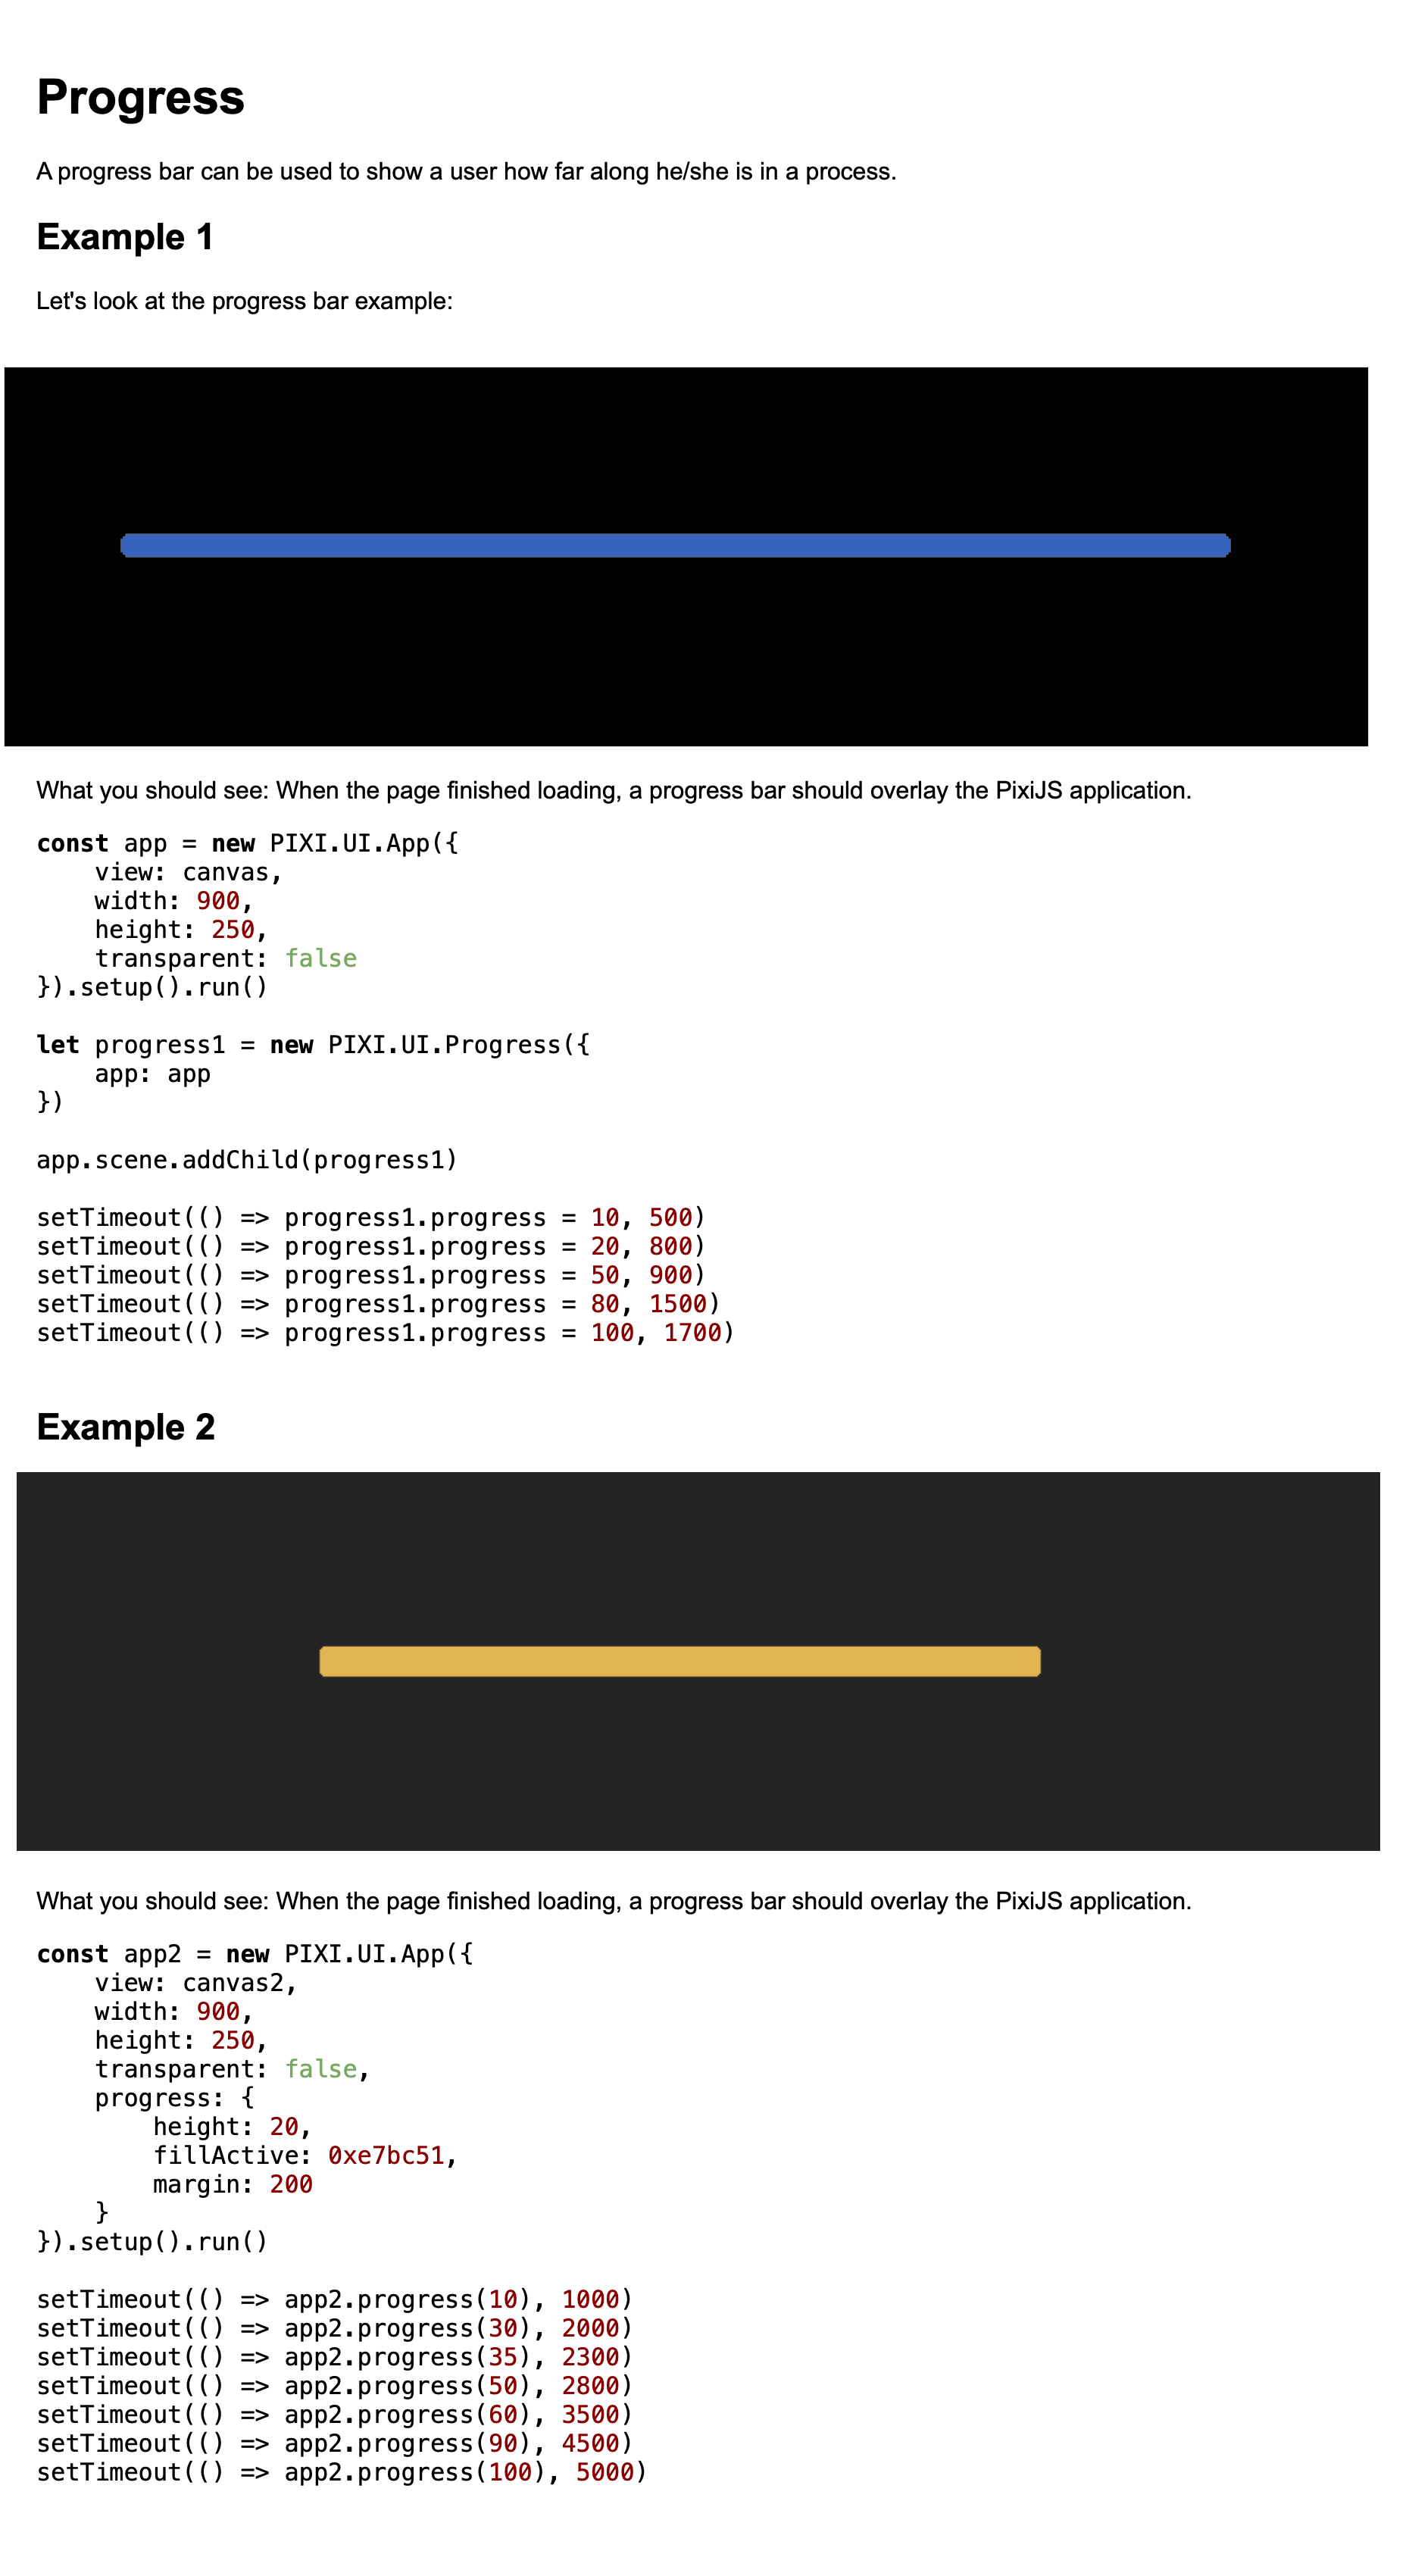 Progress
A progress bar can be used to show a user how far along he/she is in a process.
Example 1
Let's look at the progress bar example:
What you should see: When the page finished loading, a progress bar should overlay the PixiJS application.
const app = new PIXI.UI.App({
    view: canvas,
    width: 900,
    height: 250,
    transparent: false
}).setup().run()
let progress1 = new PIXI.UI.Progress({
    app: app
})
app.scene.addChild(progress1)
setTimeout(() => progress1.progress = 10, 500)
setTimeout(() => progress1.progress = 20, 800)
setTimeout(() => progress1.progress = 50, 900)
setTimeout(() => progress1.progress = 80, 1500)
setTimeout(() => progress1.progress = 100, 1700)
Example 2
What you should see: When the page finished loading, a progress bar should overlay the PixiJS application.
const app2 = new PIXI.UI.App({
    view: canvas2,
    width: 900,
    height: 250,
    transparent: false,
    progress: {
        height: 20,
        fillActive: 0xe7bc51,
        margin: 200
    }
}).setup().run()
setTimeout(() => app2.progress(10), 1000)
setTimeout(() => app2.progress(30), 2000)
setTimeout(() => app2.progress(35), 2300)
setTimeout(() => app2.progress(50), 2800)
setTimeout(() => app2.progress(60), 3500)
setTimeout(() => app2.progress(90), 4500)
setTimeout(() => app2.progress(100), 5000)